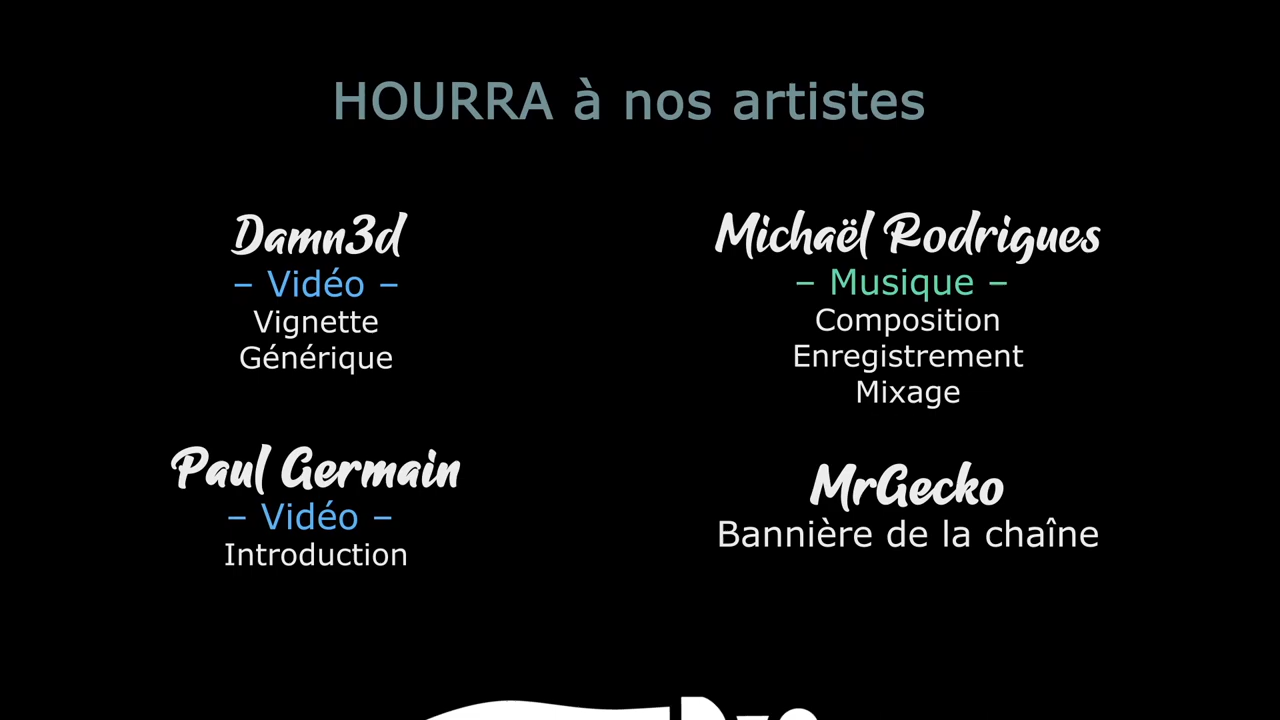 HOURRA à nos artistes
Damn3d
– Vidéo –
Vignette
Générique
Michaël Rodrigues
– Musique –
Composition
Enregistrement
Mixage
Paul Germain
– Vidéo –
Introduction
MrGecko
Bannière de la chaîne